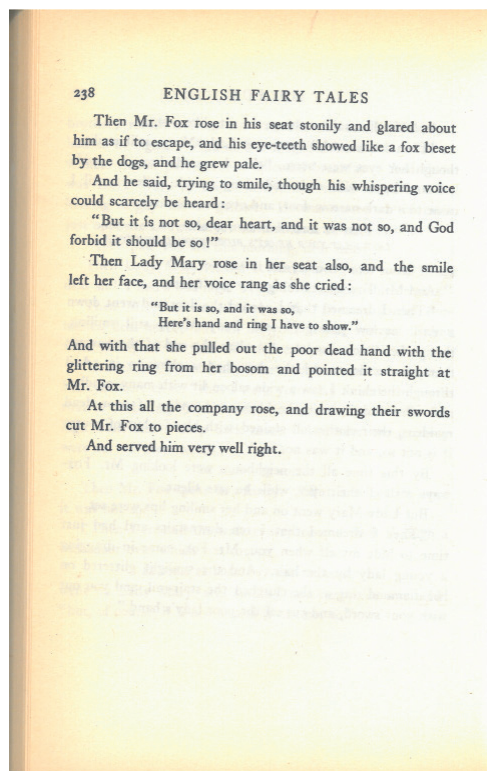 238 ENGLISH FAIRY TALES
Then Mr. Fox rose in his seat stonily and glared about
him as if to escape, and his eye-teeth showed like a fox beset
by the dogs, and he grew pale.
And he said, trying to smile, though his whispering voice
could scarcely be heard:
"But it is not so, dear heart, and it was not so, and God
forbid it should be so!"
Then Lady Mary rose in her seat also, and the smile
left her face, and her voice rang as she cried:
"But it is so, and it was so,
Here's hand and ring I have to show."
And with that she pulled out the poor dead hand with the
glittering ring from her bosom and pointed it straight at
Mr. Fox.
At this all the company rose, and drawing their swords
cut Mr. Fox to pieces.
And served him very well right.